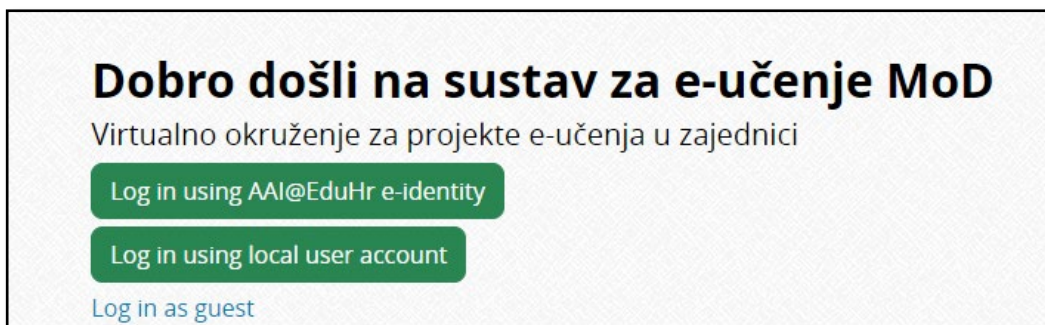 Dobro došli na sustav za e-učenje MoD
Virtualno okruženje za projekte e-učenja u zajednici
Log in using AAI@EduHr e-identity
Log in using local user account
Log in as guest